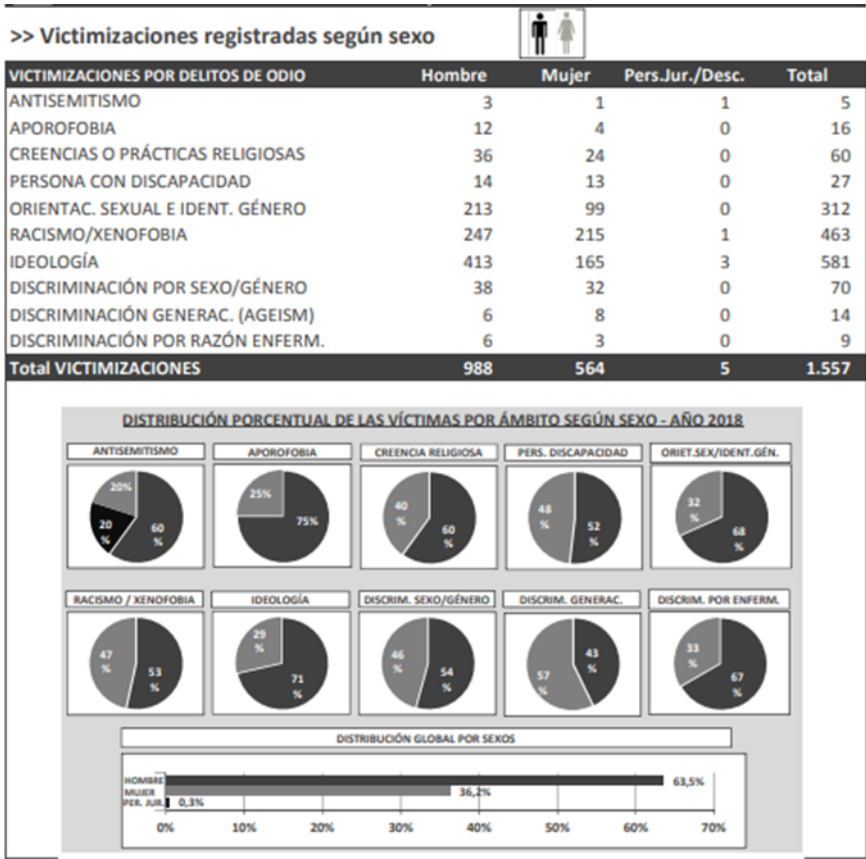 >> Victimizaciones registradas según sexo
VICTIMIZACIONES POR DELITOS DE ODIO Hombre Mujer Pers.Jur./Desc. Total
ANTISEMITISMO 3 1 1 5
APOROFOBIA 12 4 0 16
CREENCIAS O PRÁCTICAS RELIGIOSAS 36 24 0 60
PERSONA CON DISCAPACIDAD 14 13 0 27
ORIENTAC. SEXUAL E IDENT. GÉNERO 213 99 0 312
RACISMO/XENOFOBIA 247 215 1 463
IDEOLOGÍA 413 165 3 581
DISCRIMINACIÓN POR SEXO/GÉNERO 38 32 0 70
DISCRIMINACIÓN GENERAC. (AGEISM) 6 8 0 14
DISCRIMINACIÓN POR RAZÓN ENFERM. 6 3 0 9
Total VICTIMIZACIONES 988 564 5 1.557
DISTRIBUCIÓN PORCENTUAL DE LAS VÍCTIMAS POR ÁMBITO SEGÚN SEXO - AÑO 2018
ANTISEMITISMO APOROFOBIA CREENCIA RELIGIOSA PERS. DISCAPACIDAD ORIET.SEX/IDENT.GÉN.
20% 20 % 60 %
25% 75%
40 % 60 %
48 % 52 %
32 % 68 %
RACISMO / XENOFOBIA IDEOLOGÍA DISCRIM. SEXO/GÉNERO DISCRIM. GENERAC. DISCRIM. POR ENFERM.
47 % 53 %
29 % 71 %
46 % 54 %
57 % 43 %
33 % 67 %
DISTRIBUCIÓN GLOBAL POR SEXOS
HOMBRE 63,5%
MUJER 36,2%
PER. JUR. 0,3%
0% 10% 20% 30% 40% 50% 60% 70%